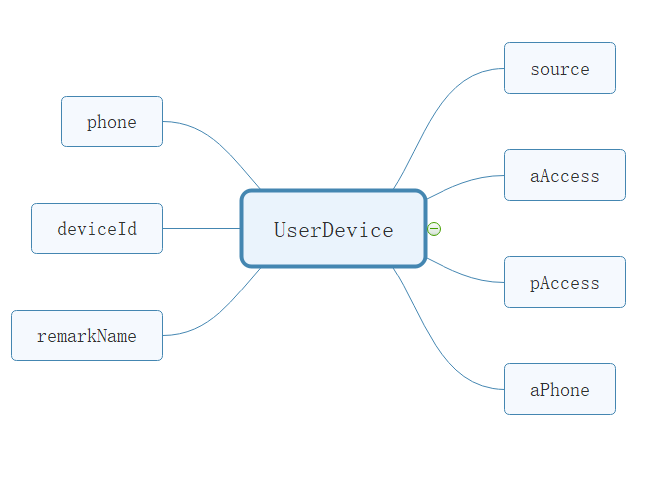 source
phone
aAccess
deviceId
UserDevice
pAccess
remarkName
aPhone